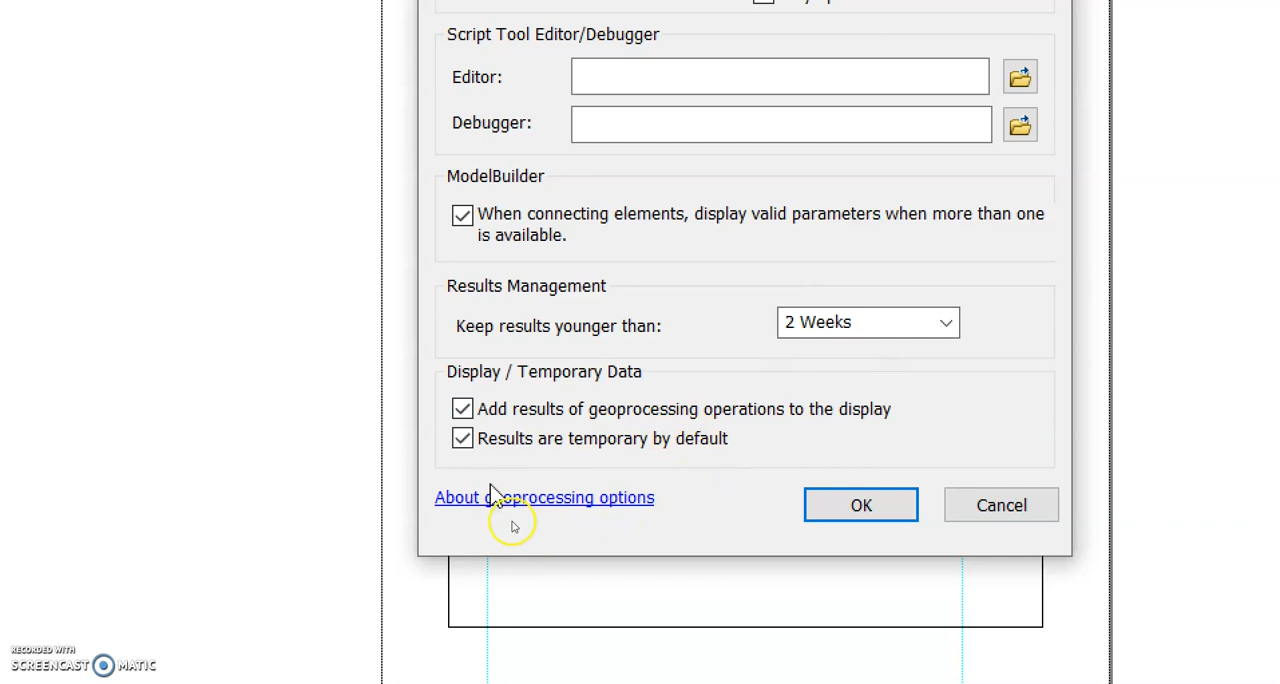 Script Tool Editor/Debugger
Editor:
Debugger:
ModelBuilder
When connecting elements, display valid parameters when more than one
is available.
Results Management
Keep results younger than:
2 Weeks
Display / Temporary Data
Add results of geoprocessing operations to the display
Results are temporary by default
About geoprocessing options
OK
Cancel
RECORDED WITH
SCREENCAST MATIC